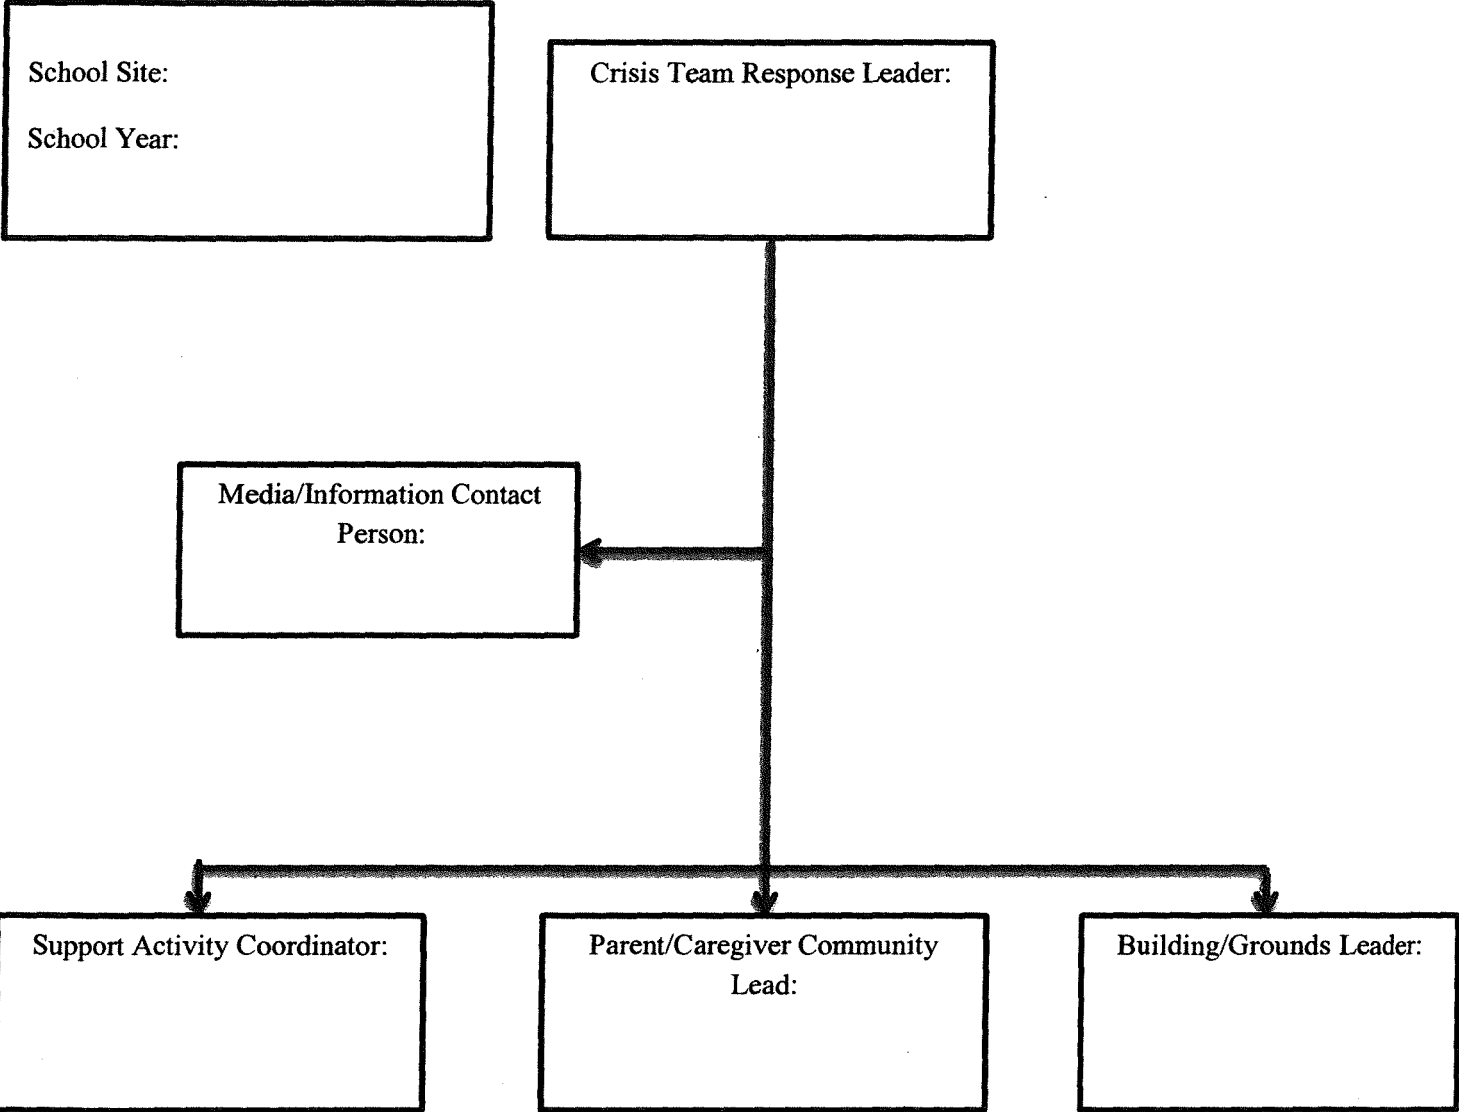 School Site:
School Year:
Crisis Team Response Leader:
Media/Information Contact
Person:
Support Activity Coordinator:
Parent/Caregiver Community
Lead:
Building/Grounds Leader: